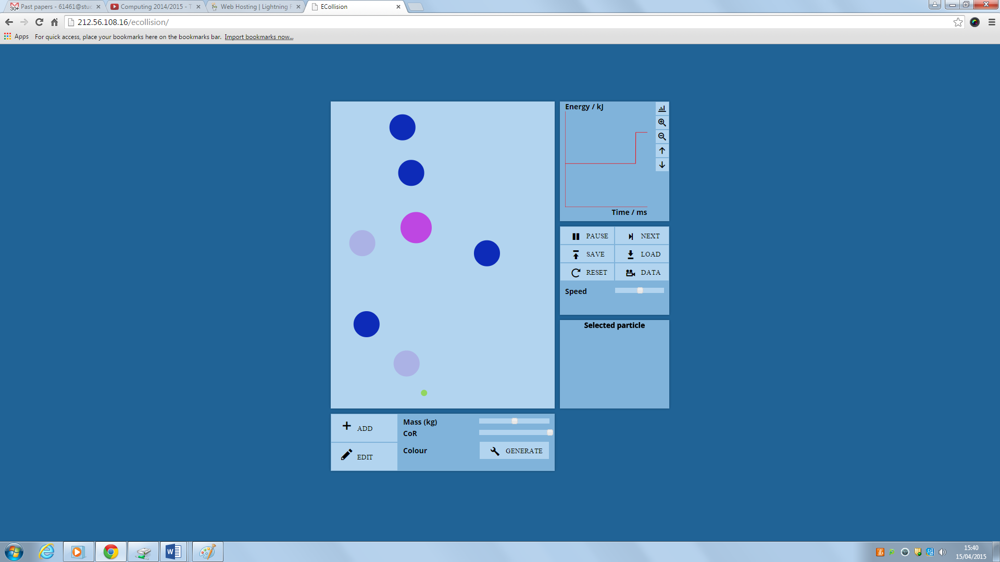 30+ Past papers - 61461@stuc
Computing 2014/2015 - T
Web Hosting | Lightning F
ECollision
212.56.108.16/ecollision/
Apps For quick access, place your bookmarks here on the bookmarks bar. Import bookmarks now...
Energy / kJ
Time / ms
PAUSE NEXT
SAVE LOAD
RESET DATA
Speed
Selected particle
ADD
EDIT
Mass (kg)
CoR
Colour GENERATE
15:40
15/04/2015